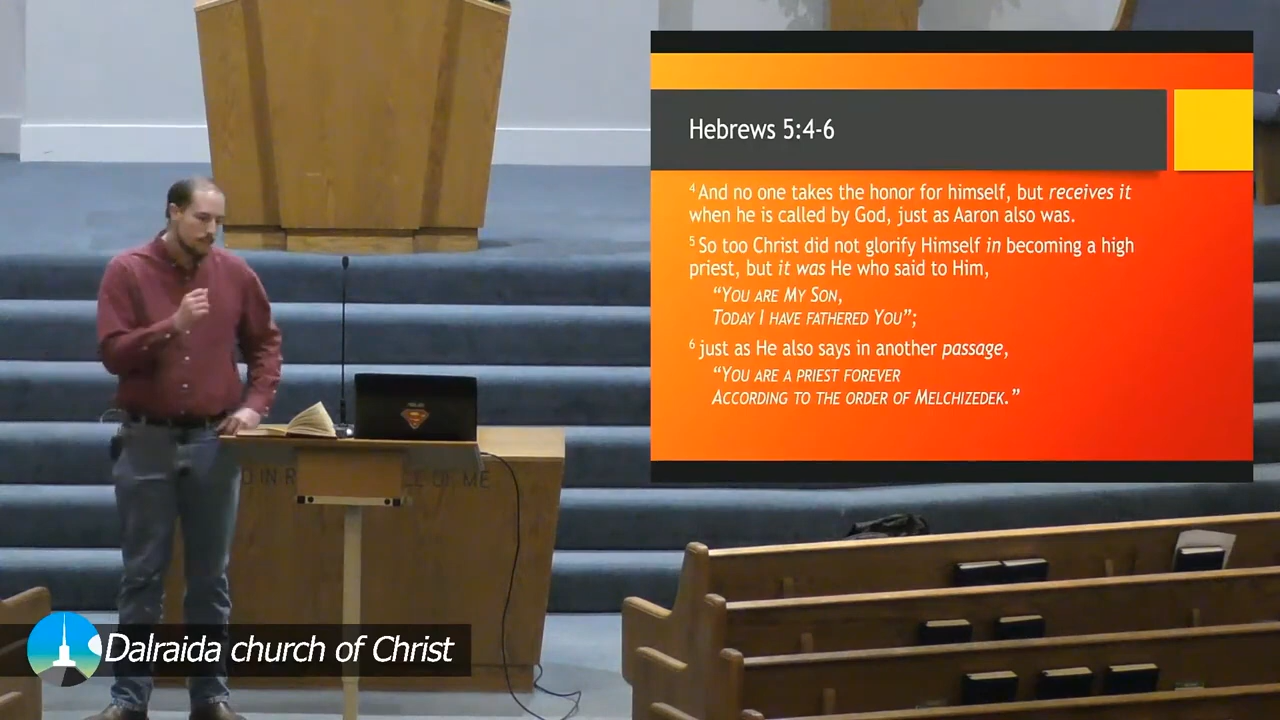 Hebrews 5:4-6
4 And no one takes the honor for himself, but receives it
when he is called by God, just as Aaron also was.
5 So too Christ did not glorify Himself in becoming a high
priest, but it was He who said to Him,
“YOU ARE MY SON,
TODAY I HAVE FATHERED YOU”;
6 just as He also says in another passage,
“YOU ARE A PRIEST FOREVER
ACCORDING TO THE ORDER OF MELCHIZEDEK.”
OF ME
Dalraida church of Christ